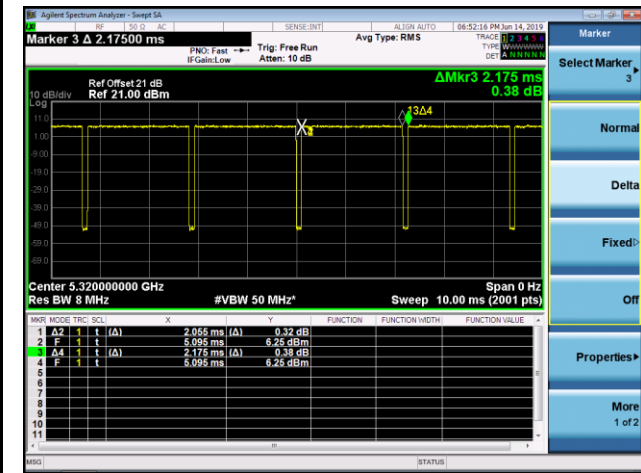 Agilent Spectrum Analyzer - Swept SA
RF 50 Ω AC SENSE:INT ALIGN AUTO 06:52:16 PM Jun 14, 2019
Marker 3 Δ 2.17500 ms
PNO: Fast Trig: Free Run Avg Type: RMS TRACE 1 2 3 4 5 6
IFGain:Low Atten: 10 dB TYPE WWWWWW
DET A N N N N N
Marker
Select Marker
3
Normal
Delta
Fixed
Off
Properties
More
1 of 2
Ref Offset 21 dB
10 dB/div Ref 21.00 dBm
Log
ΔMkr3 2.175 ms
0.38 dB
11.0
1.00
-9.00
-19.0
-29.0
-39.0
-49.0
-59.0
-69.0
X
13Δ4
Center 5.320000000 GHz Span 0 Hz
Res BW 8 MHz #VBW 50 MHz* Sweep 10.00 ms (2001 pts)
MKR MODE TRC SCL X Y FUNCTION FUNCTION WIDTH FUNCTION VALUE
1 Δ2 1 t (Δ) 2.055 ms (Δ) 0.32 dB
2 F 1 t 5.095 ms 6.25 dBm
3 Δ4 1 t (Δ) 2.175 ms (Δ) 0.38 dB
4 F 1 t 5.095 ms 6.25 dBm
5
6
7
8
9
10
11
MSG STATUS